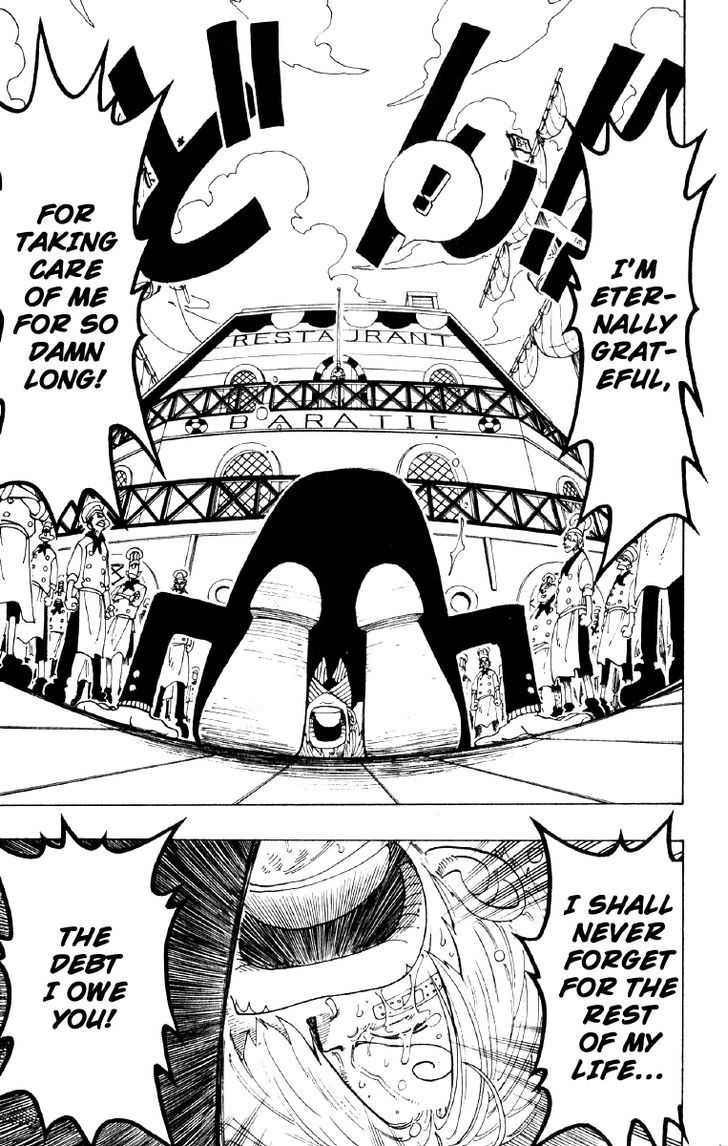 ど
ん!!
!
I'M
ETER-
NALLY
GRAT-
EFUL,
FOR
TAKING
CARE
OF ME
FOR SO
DAMN
LONG!
RESTAURANT
BARATIE
I SHALL
NEVER
FORGET
FOR THE
REST
OF MY
LIFE...
THE
DEBT
I OWE
YOU!